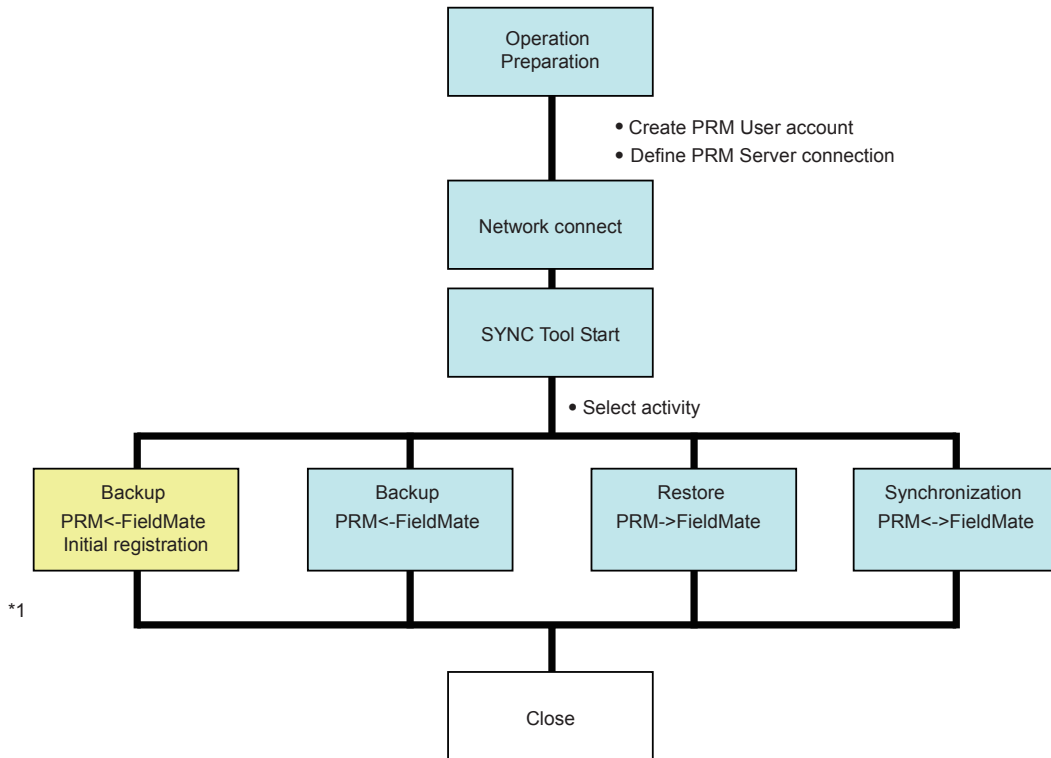 Operation
Preparation
• Create PRM User account
• Define PRM Server connection
Network connect
SYNC Tool Start
• Select activity
Backup
PRM<-FieldMate
Initial registration
Backup
PRM<-FieldMate
Restore
PRM->FieldMate
Synchronization
PRM<->FieldMate
*1
Close